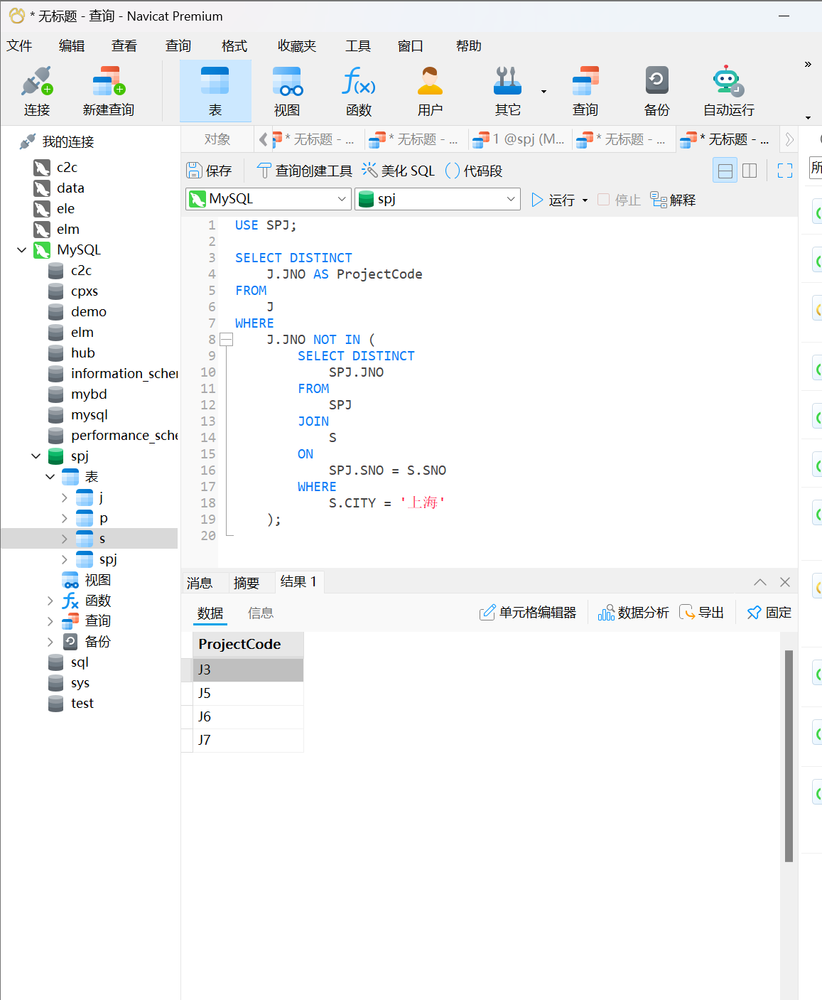 * 无标题 - 查询 - Navicat Premium
文件 编辑 查看 查询 格式 收藏夹 工具 窗口 帮助
连接 新建查询 表 视图 函数 用户 其它 查询 备份 自动运行
我的连接
c2c
data
ele
elm
MySQL
c2c
cpxs
demo
elm
hub
information_scher
mybd
mysql
performance_sche
spj
表
j
p
s
spj
视图
函数
查询
备份
sql
sys
test
对象 * 无标题 - ... * 无标题 - ... 1 @spj (M... * 无标题 - ... * 无标题 - ...
保存 查询创建工具 美化 SQL () 代码段
MySQL spj 运行 停止 解释
1 USE SPJ;
2
3 SELECT DISTINCT
4 J.JNO AS ProjectCode
5 FROM
6 J
7 WHERE
8 J.JNO NOT IN (
9 SELECT DISTINCT
10 SPJ.JNO
11 FROM
12 SPJ
13 JOIN
14 S
15 ON
16 SPJ.SNO = S.SNO
17 WHERE
18 S.CITY = '上海'
19 );
20
消息 摘要 结果 1
数据 信息 单元格编辑器 数据分析 导出 固定
ProjectCode
J3
J5
J6
J7